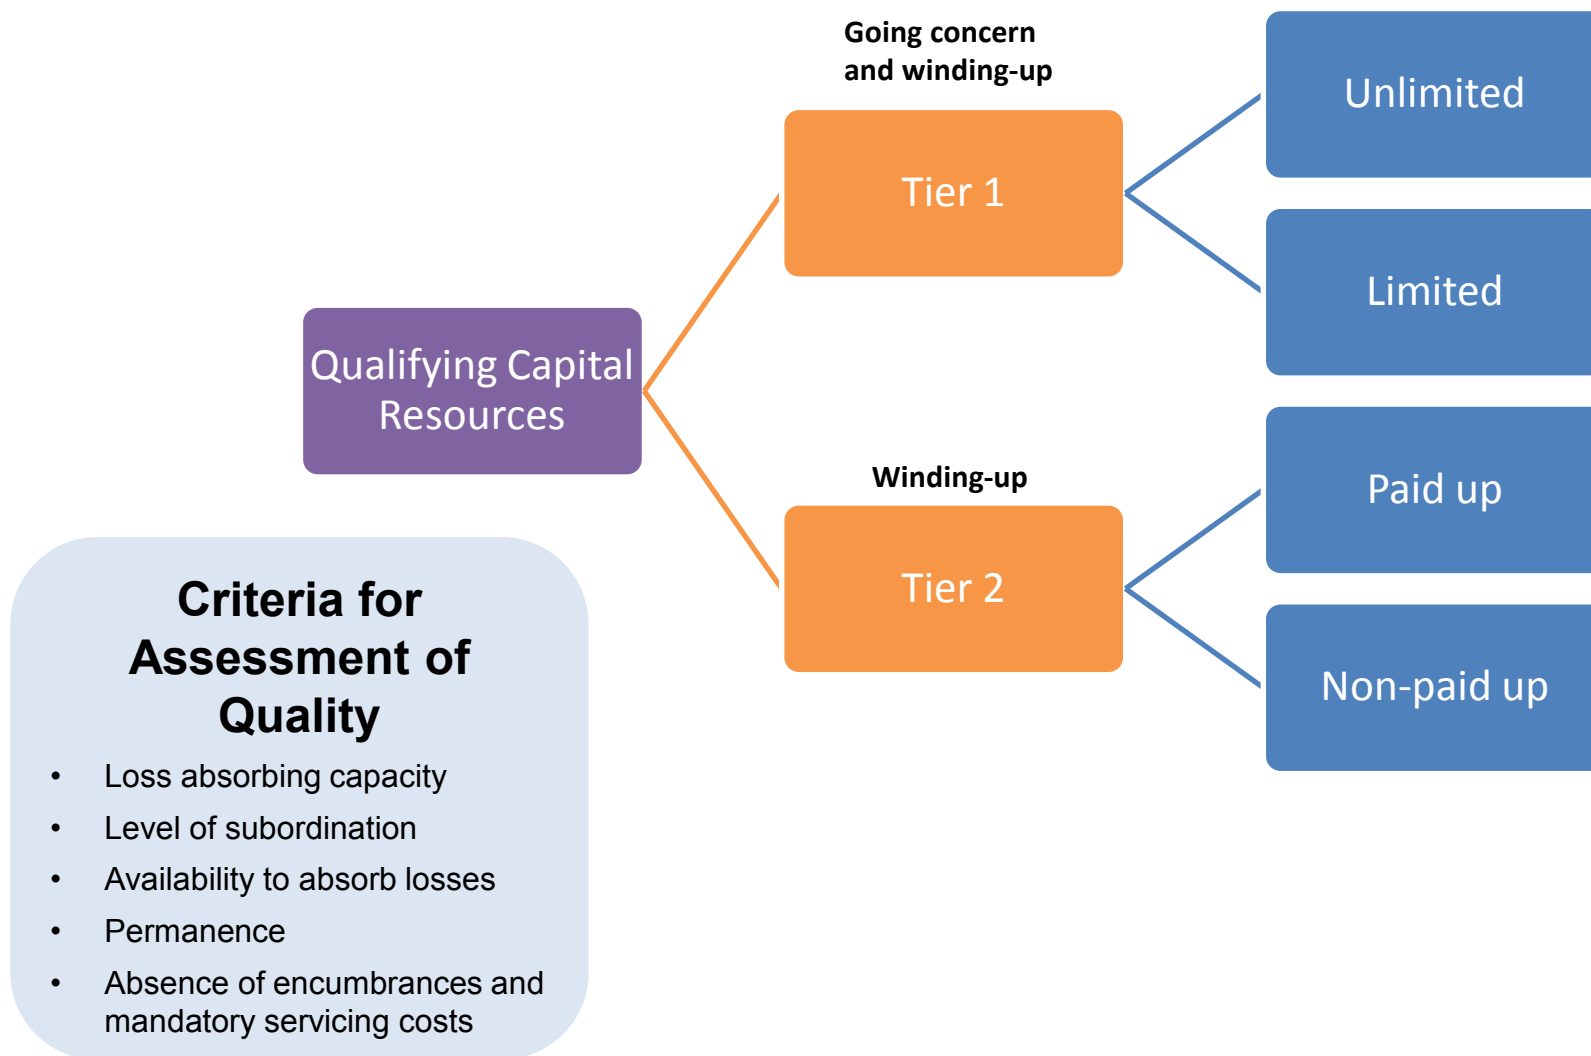 Going concern
and winding-up
Unlimited
Tier 1
Limited
Qualifying Capital
Resources
Winding-up
Paid up
Tier 2
Non-paid up
Criteria for
Assessment of
Quality
• Loss absorbing capacity
• Level of subordination
• Availability to absorb losses
• Permanence
• Absence of encumbrances and
mandatory servicing costs